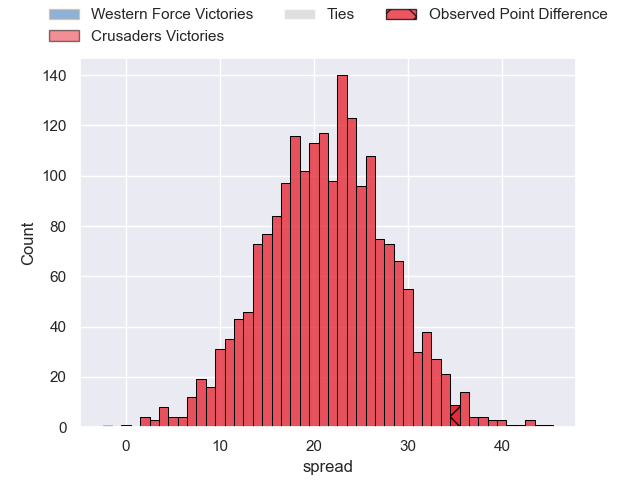 Western Force Victories
Ties
Observed Point Difference
Crusaders Victories
140
120
100
80
60
40
20
0
Count
0
10
20
30
40
spread